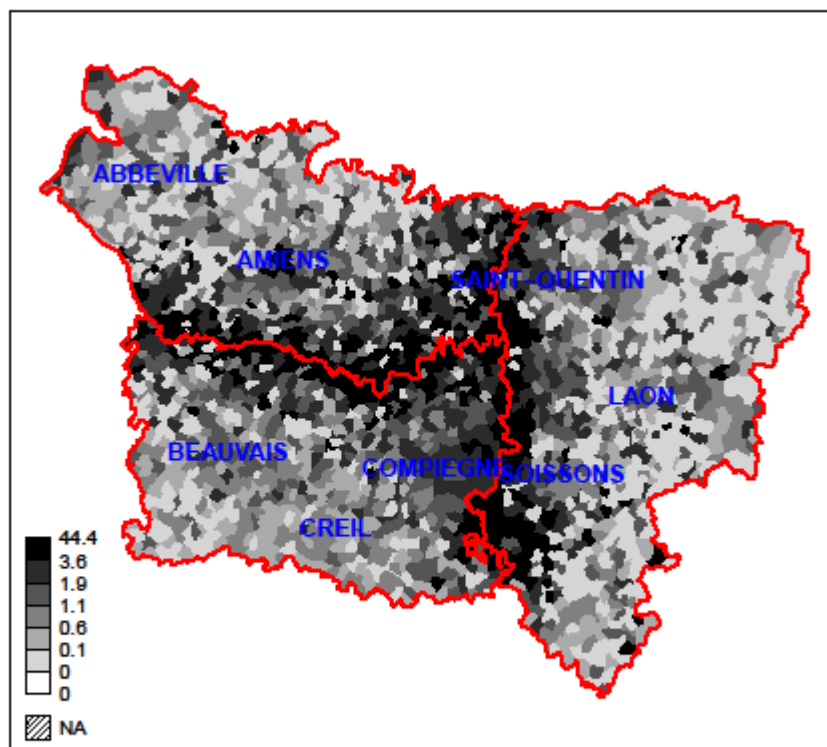 ABBEVILLE
AMIENS
SAINT-QUENTIN
LAON
BEAUVAIS
COMPIEGNE
SOISSONS
CREIL
44.4
3.6
1.9
1.1
0.6
0.1
0
0
NA